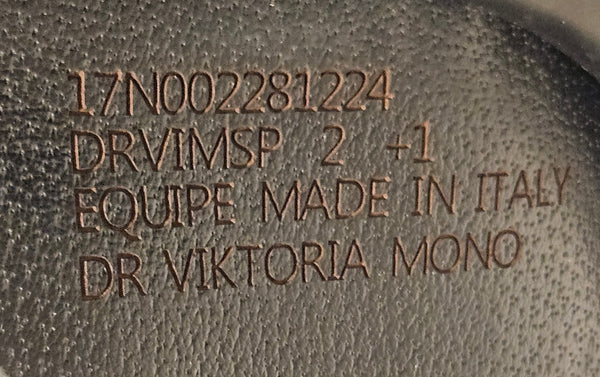 17N002281224
DRVIMSP 2 +1
EQUIPE MADE IN ITALY
DR VIKTORIA MONO